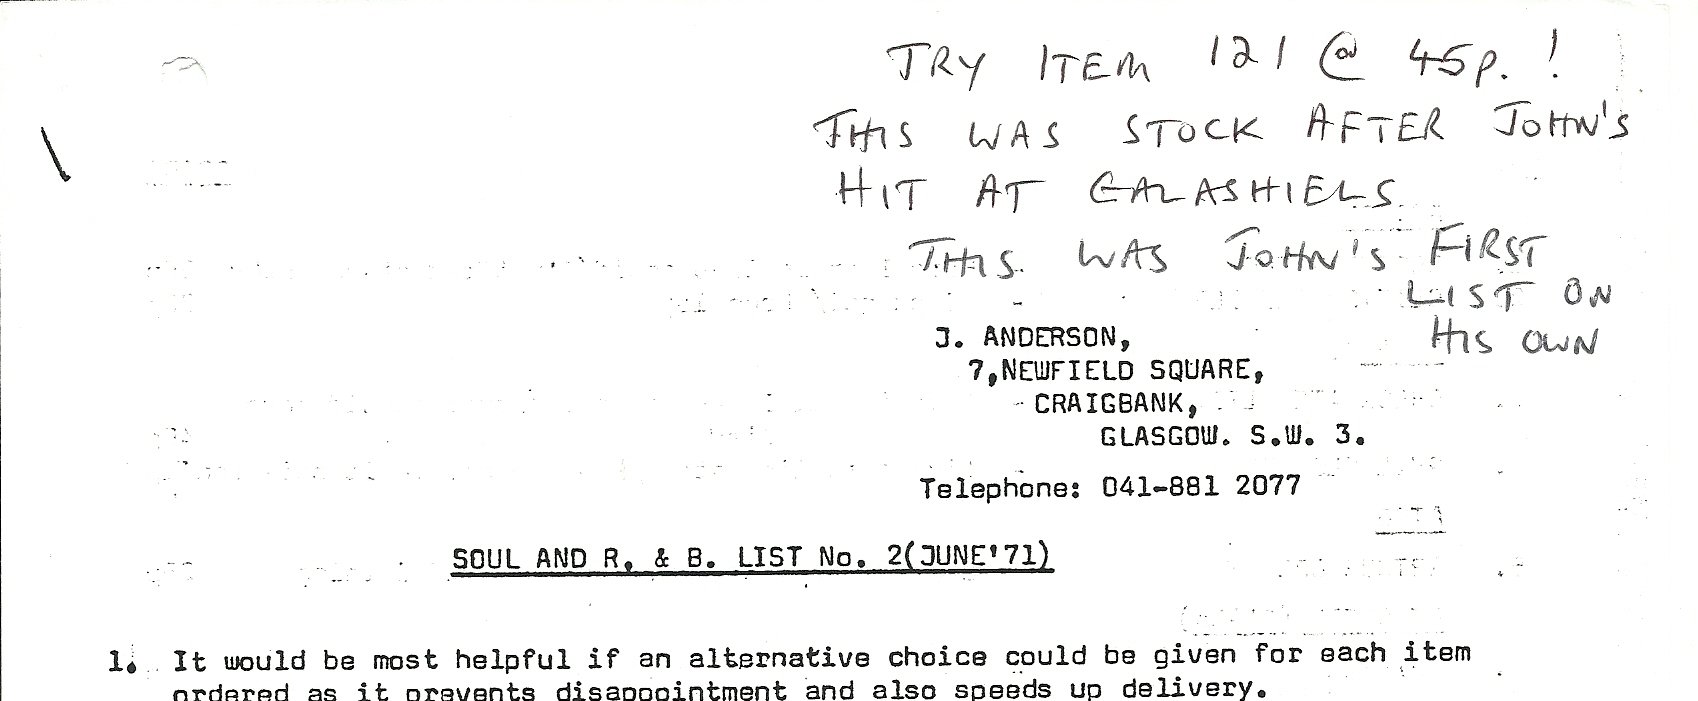 TRY ITEM 121 @ 45p. !
THIS WAS STOCK AFTER JOHN'S
HIT AT GALASHIELS
THIS WAS JOHN'S FIRST
LIST ON
HIS OWN
J. ANDERSON,
7,NEWFIELD SQUARE,
CRAIGBANK,
GLASGOW. S.W. 3.
Telephone: 041-881 2077
SOUL AND R. & B. LIST No. 2(JUNE'71)
1. It would be most helpful if an alternative choice could be given for each item
ordered as it prevents disappointment and also speeds up delivery.